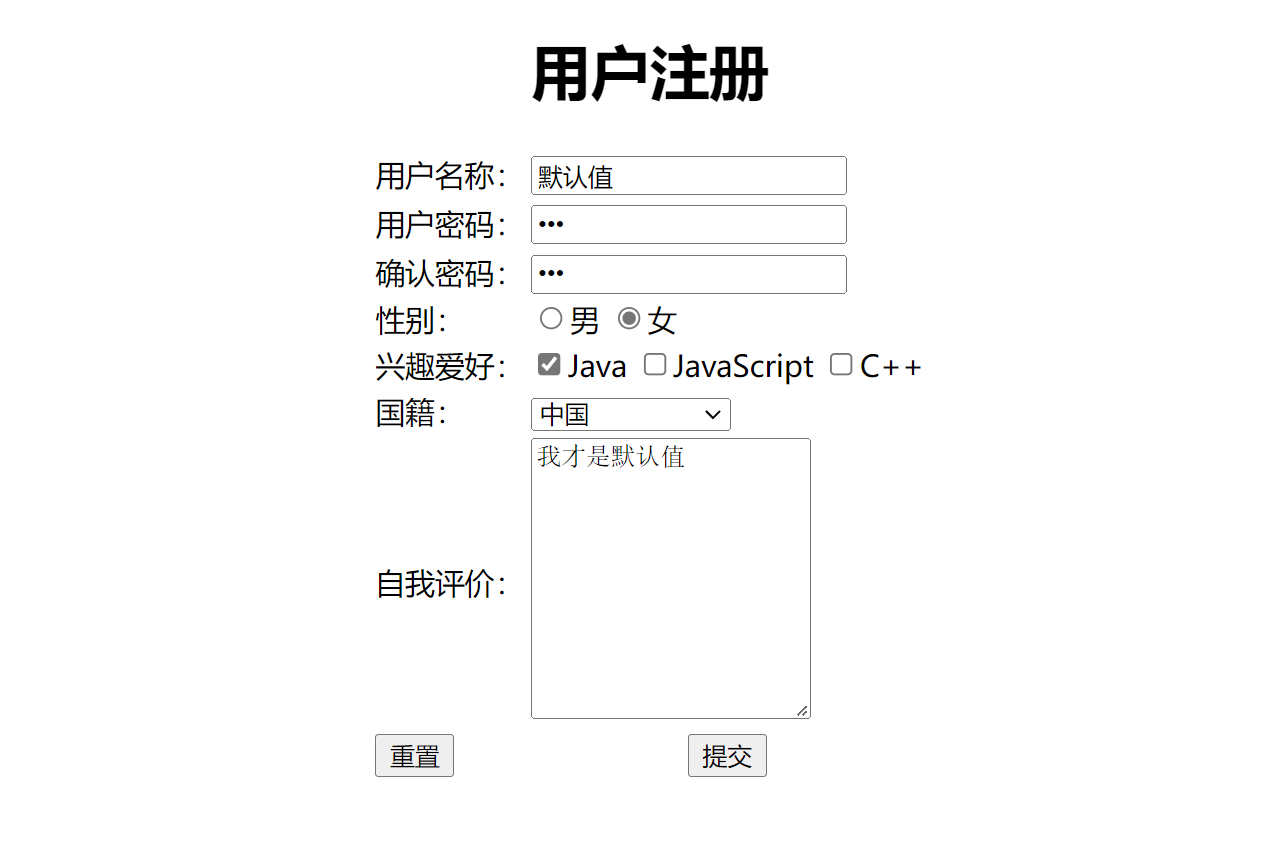 用户注册
用户名称： 默认值
用户密码： •••
确认密码： •••
性别： 男 女
兴趣爱好： Java JavaScript C++
国籍： 中国
我才是默认值
自我评价：
重置 提交